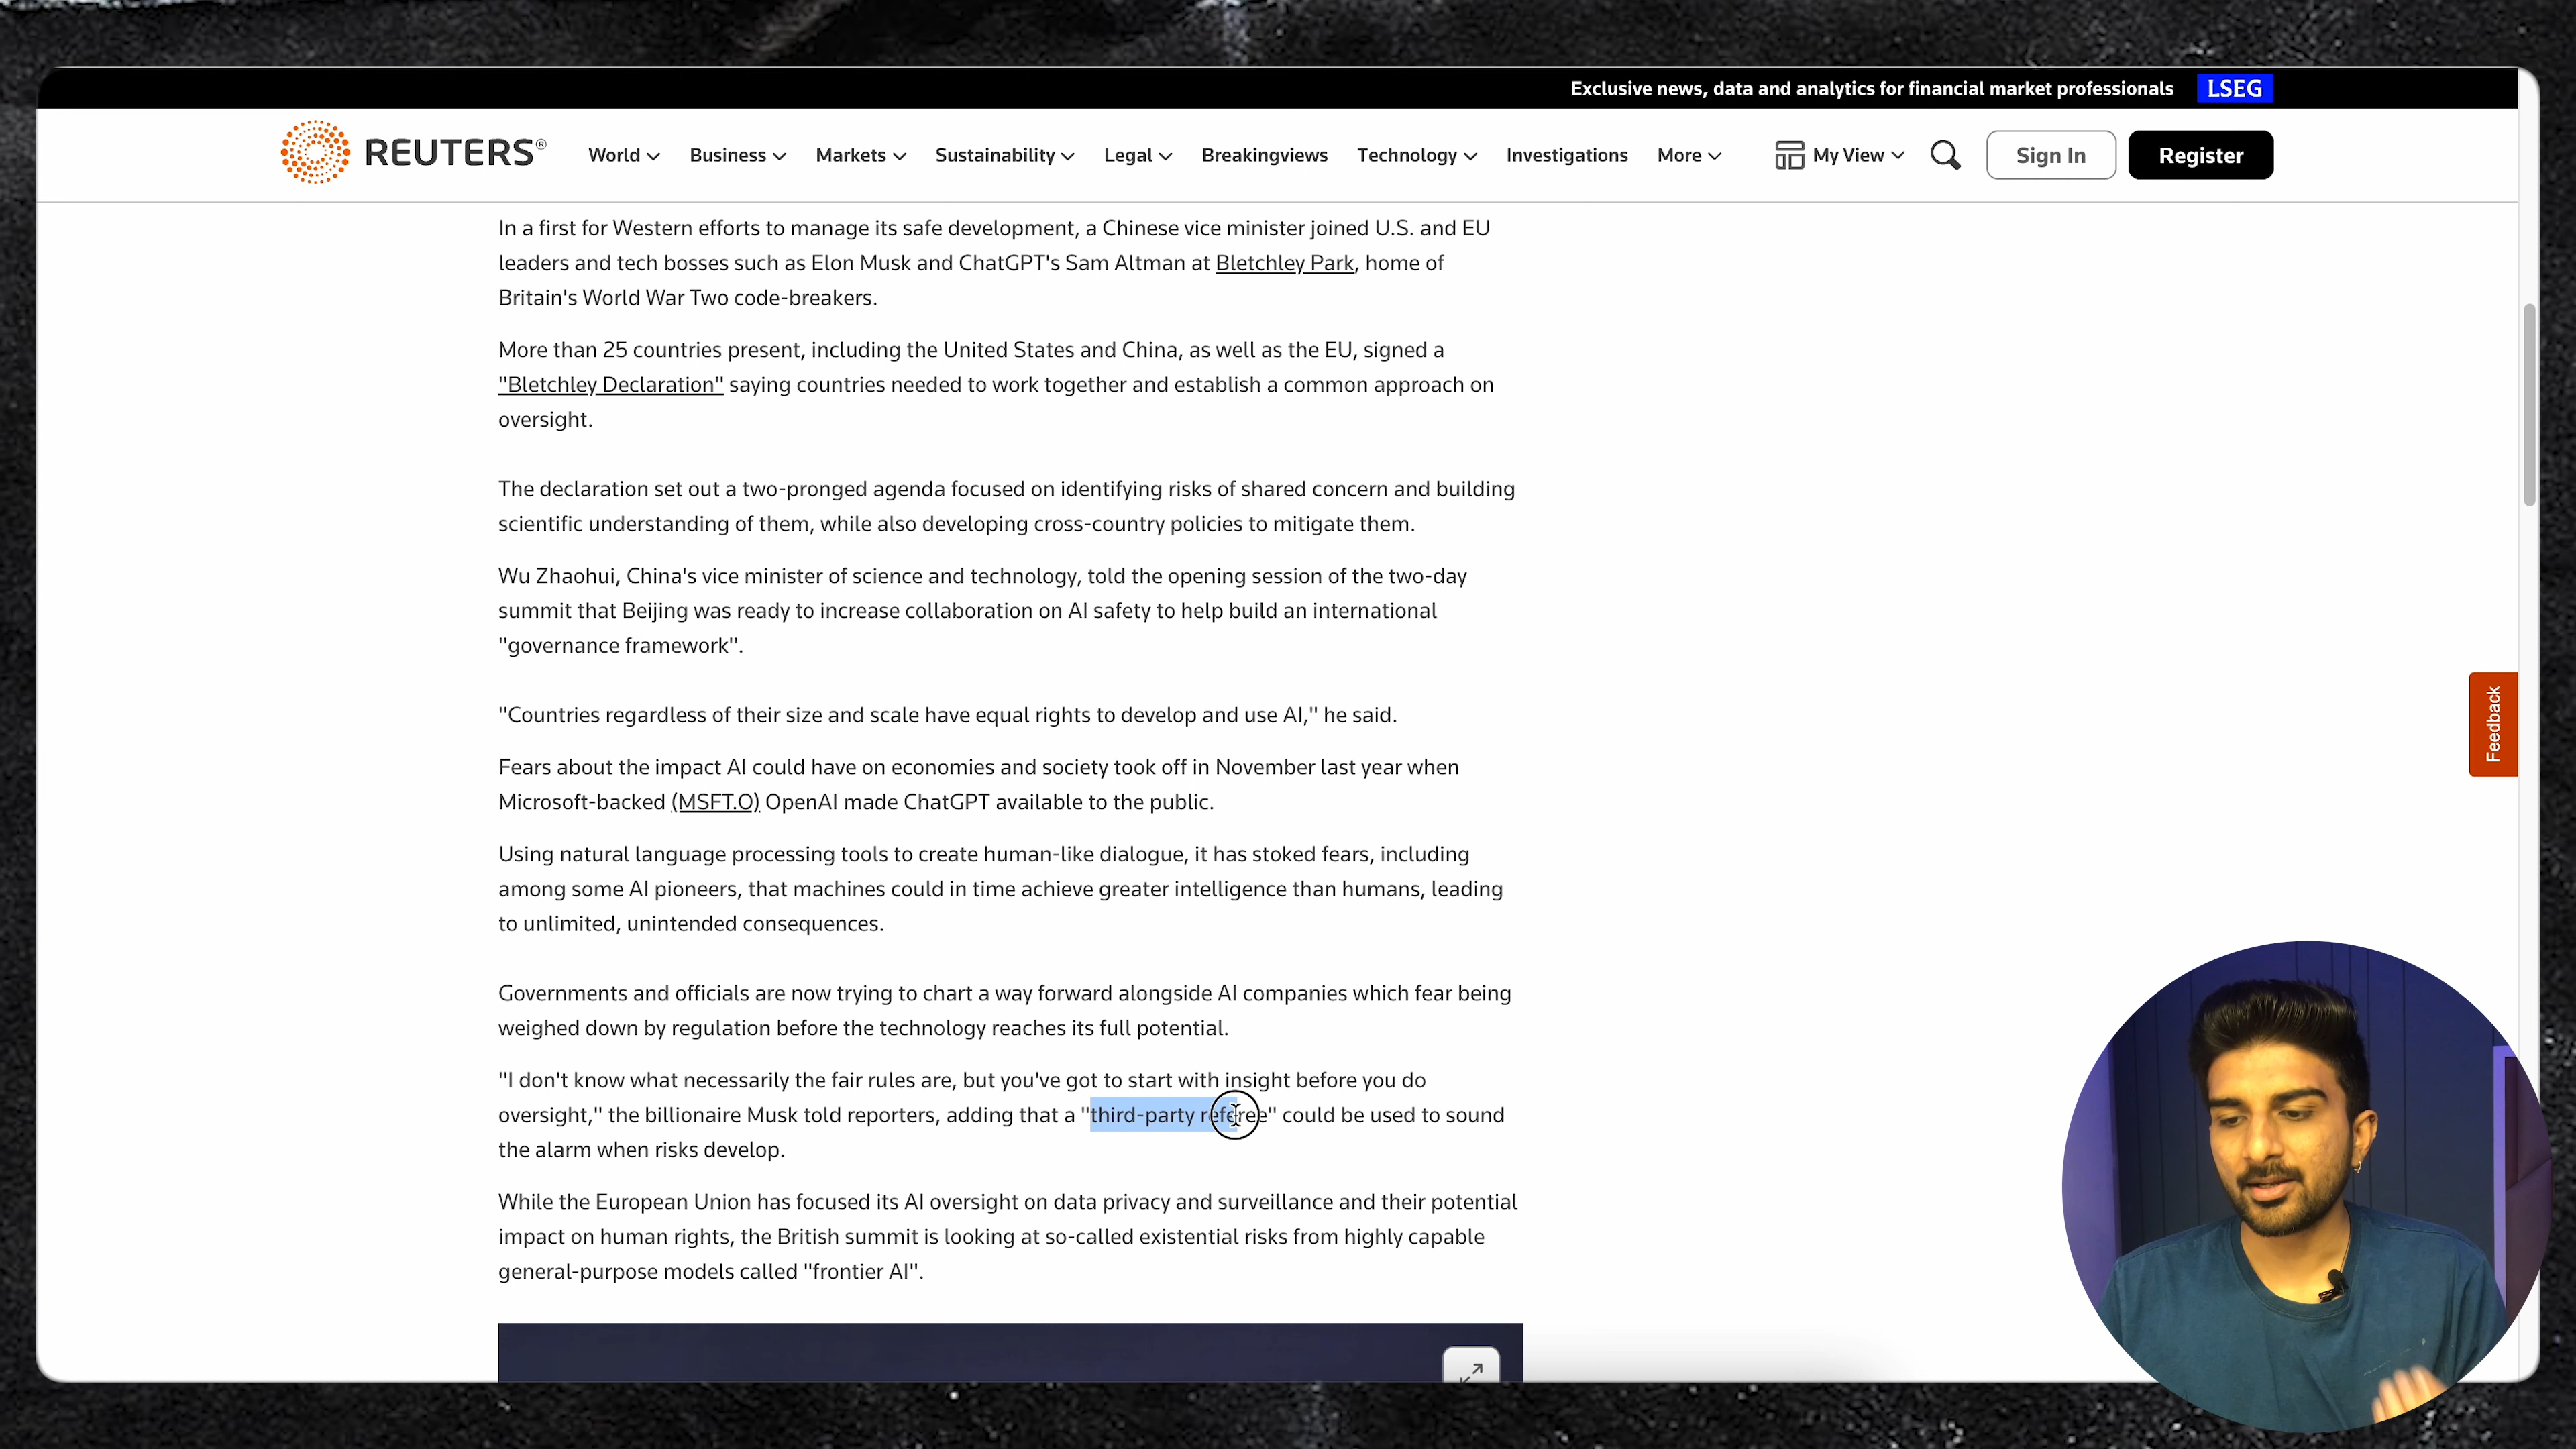 Exclusive news, data and analytics for financial market professionals LSEG
REUTERS® World Business Markets Sustainability Legal Breakingviews Technology Investigations More My View Sign In Register
In a first for Western efforts to manage its safe development, a Chinese vice minister joined U.S. and EU
leaders and tech bosses such as Elon Musk and ChatGPT's Sam Altman at Bletchley Park, home of
Britain's World War Two code-breakers.
More than 25 countries present, including the United States and China, as well as the EU, signed a
"Bletchley Declaration" saying countries needed to work together and establish a common approach on
oversight.
The declaration set out a two-pronged agenda focused on identifying risks of shared concern and building
scientific understanding of them, while also developing cross-country policies to mitigate them.
Wu Zhaohui, China's vice minister of science and technology, told the opening session of the two-day
summit that Beijing was ready to increase collaboration on AI safety to help build an international
"governance framework".
"Countries regardless of their size and scale have equal rights to develop and use AI," he said.
Fears about the impact AI could have on economies and society took off in November last year when
Microsoft-backed (MSFT.O) OpenAI made ChatGPT available to the public.
Using natural language processing tools to create human-like dialogue, it has stoked fears, including
among some AI pioneers, that machines could in time achieve greater intelligence than humans, leading
to unlimited, unintended consequences.
Governments and officials are now trying to chart a way forward alongside AI companies which fear being
weighed down by regulation before the technology reaches its full potential.
"I don't know what necessarily the fair rules are, but you've got to start with insight before you do
oversight," the billionaire Musk told reporters, adding that a "third-party referee" could be used to sound
the alarm when risks develop.
While the European Union has focused its AI oversight on data privacy and surveillance and their potential
impact on human rights, the British summit is looking at so-called existential risks from highly capable
general-purpose models called "frontier AI".
Feedback